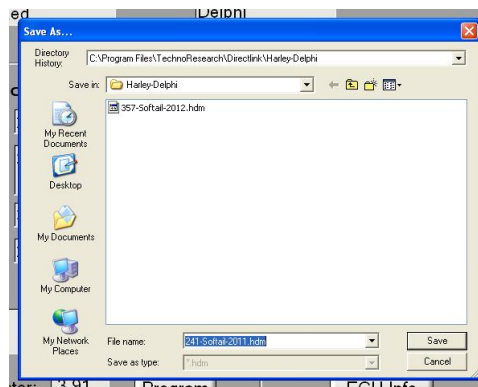 ed
Delphi
Save As...
Directory History:
C:\Program Files\TechnoResearch\Directlink\Harley-Delphi
Save in:
Harley-Delphi
357-Softail-2012.hdm
My Recent Documents
Desktop
My Documents
My Computer
My Network Places
File name:
241-Softail-2011.hdm
Save
Save as type:
*.hdm
Cancel
3.91
Program
ECU Info